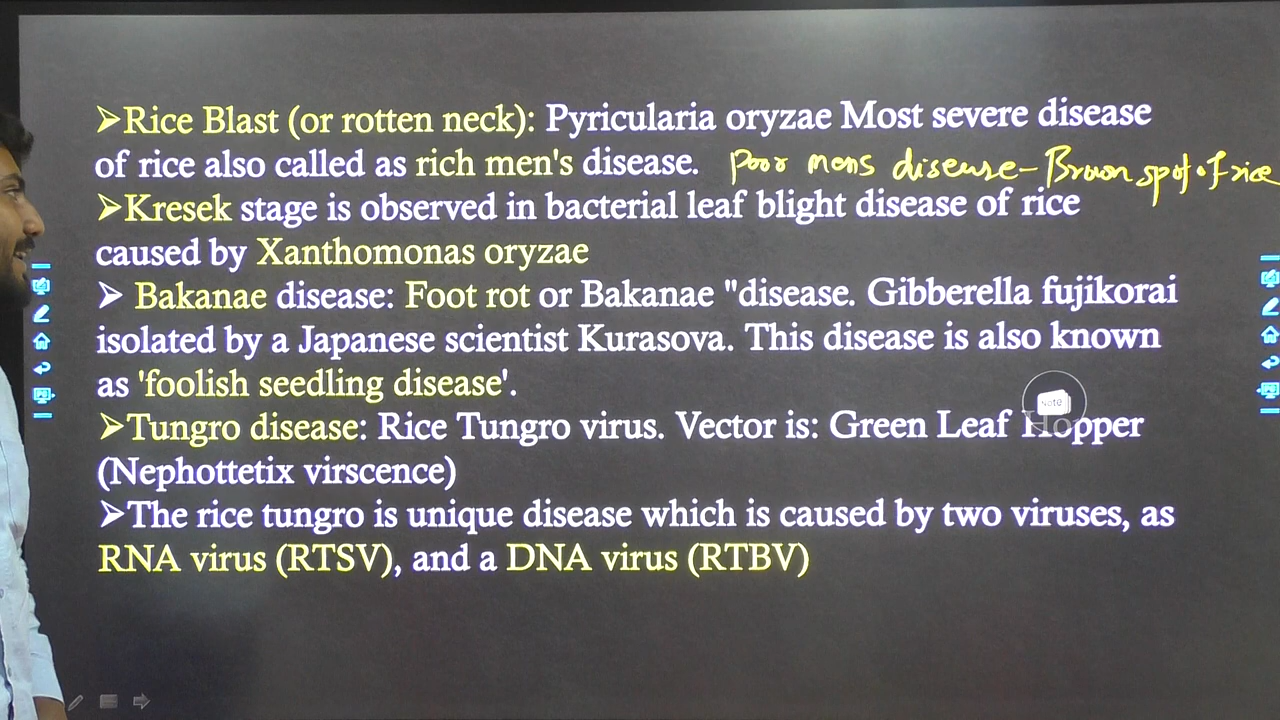 ➢Rice Blast (or rotten neck): Pyricularia oryzae Most severe disease
of rice also called as rich men's disease. Poor mens disease - Brown spot of rice
➢Kresek stage is observed in bacterial leaf blight disease of rice
caused by Xanthomonas oryzae
➢ Bakanae disease: Foot rot or Bakanae "disease. Gibberella fujikorai
isolated by a Japanese scientist Kurasova. This disease is also known
as 'foolish seedling disease'.
Note
➢Tungro disease: Rice Tungro virus. Vector is: Green Leaf Hopper
(Nephottetix virscence)
➢The rice tungro is unique disease which is caused by two viruses, as
RNA virus (RTSV), and a DNA virus (RTBV)